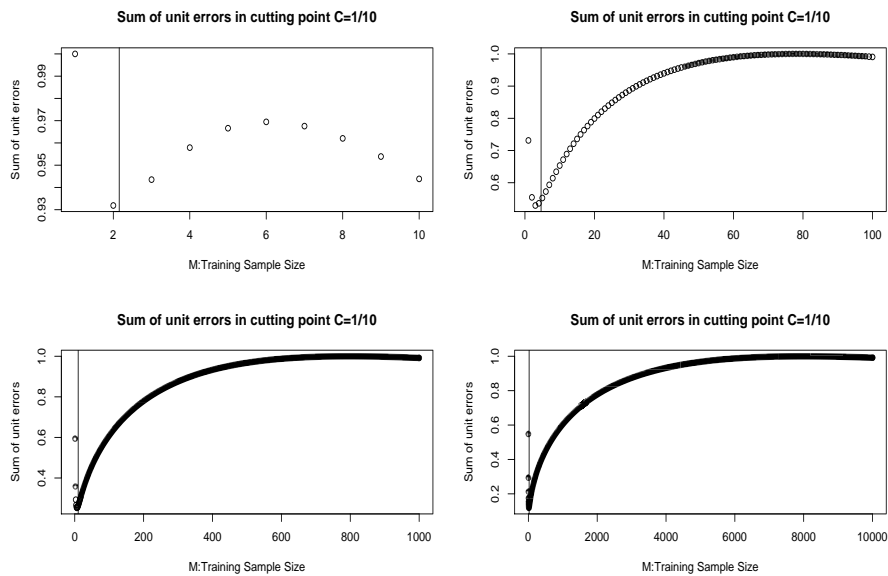 Sum of unit errors in cutting point C=1/10
Sum of unit errors
0.93 0.95 0.97 0.99
2 4 6 8 10
M:Training Sample Size
Sum of unit errors in cutting point C=1/10
Sum of unit errors
0.6 0.7 0.8 0.9 1.0
0 20 40 60 80 100
M:Training Sample Size
Sum of unit errors in cutting point C=1/10
Sum of unit errors
0.4 0.6 0.8 1.0
0 200 400 600 800 1000
M:Training Sample Size
Sum of unit errors in cutting point C=1/10
Sum of unit errors
0.2 0.4 0.6 0.8 1.0
0 2000 4000 6000 8000 10000
M:Training Sample Size